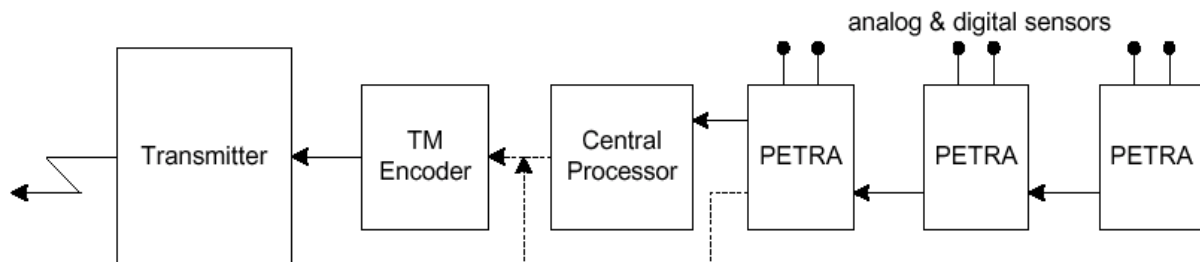 analog & digital sensors
Transmitter
TM
Encoder
Central
Processor
PETRA
PETRA
PETRA